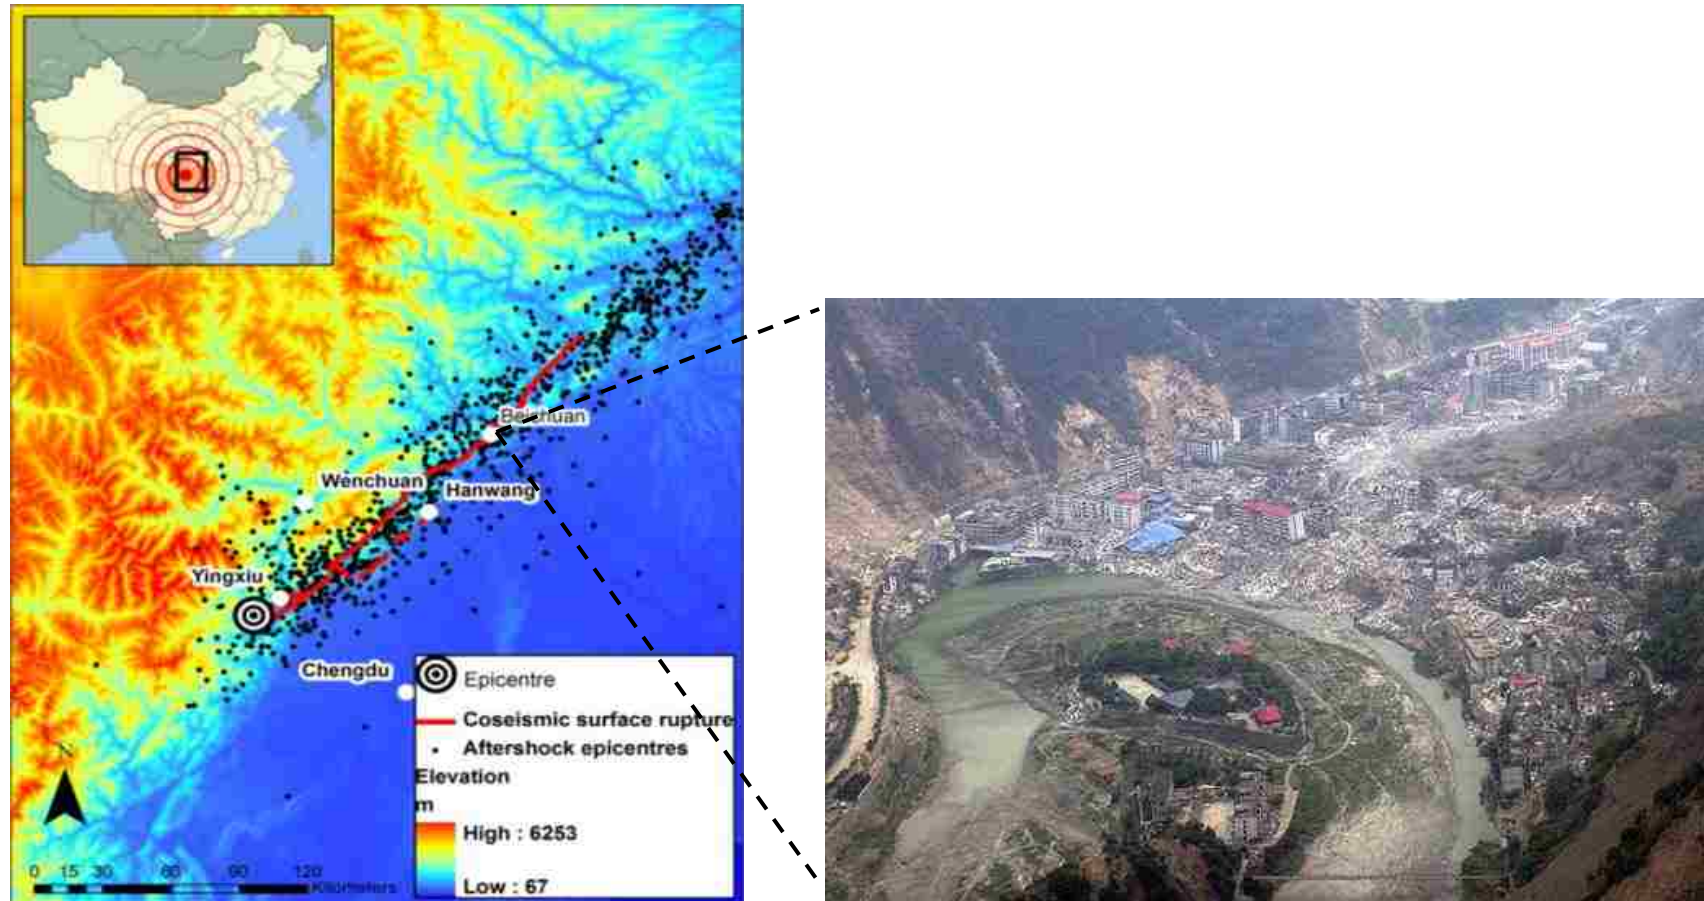 Beichuan
Wenchuan
Hanwang
Yingxiu
Chengdu
Epicentre
Coseismic surface rupture
Aftershock epicentres
Elevation
m
High : 6253
Low : 67
N
0 15 30 60 90 120
Kilometers